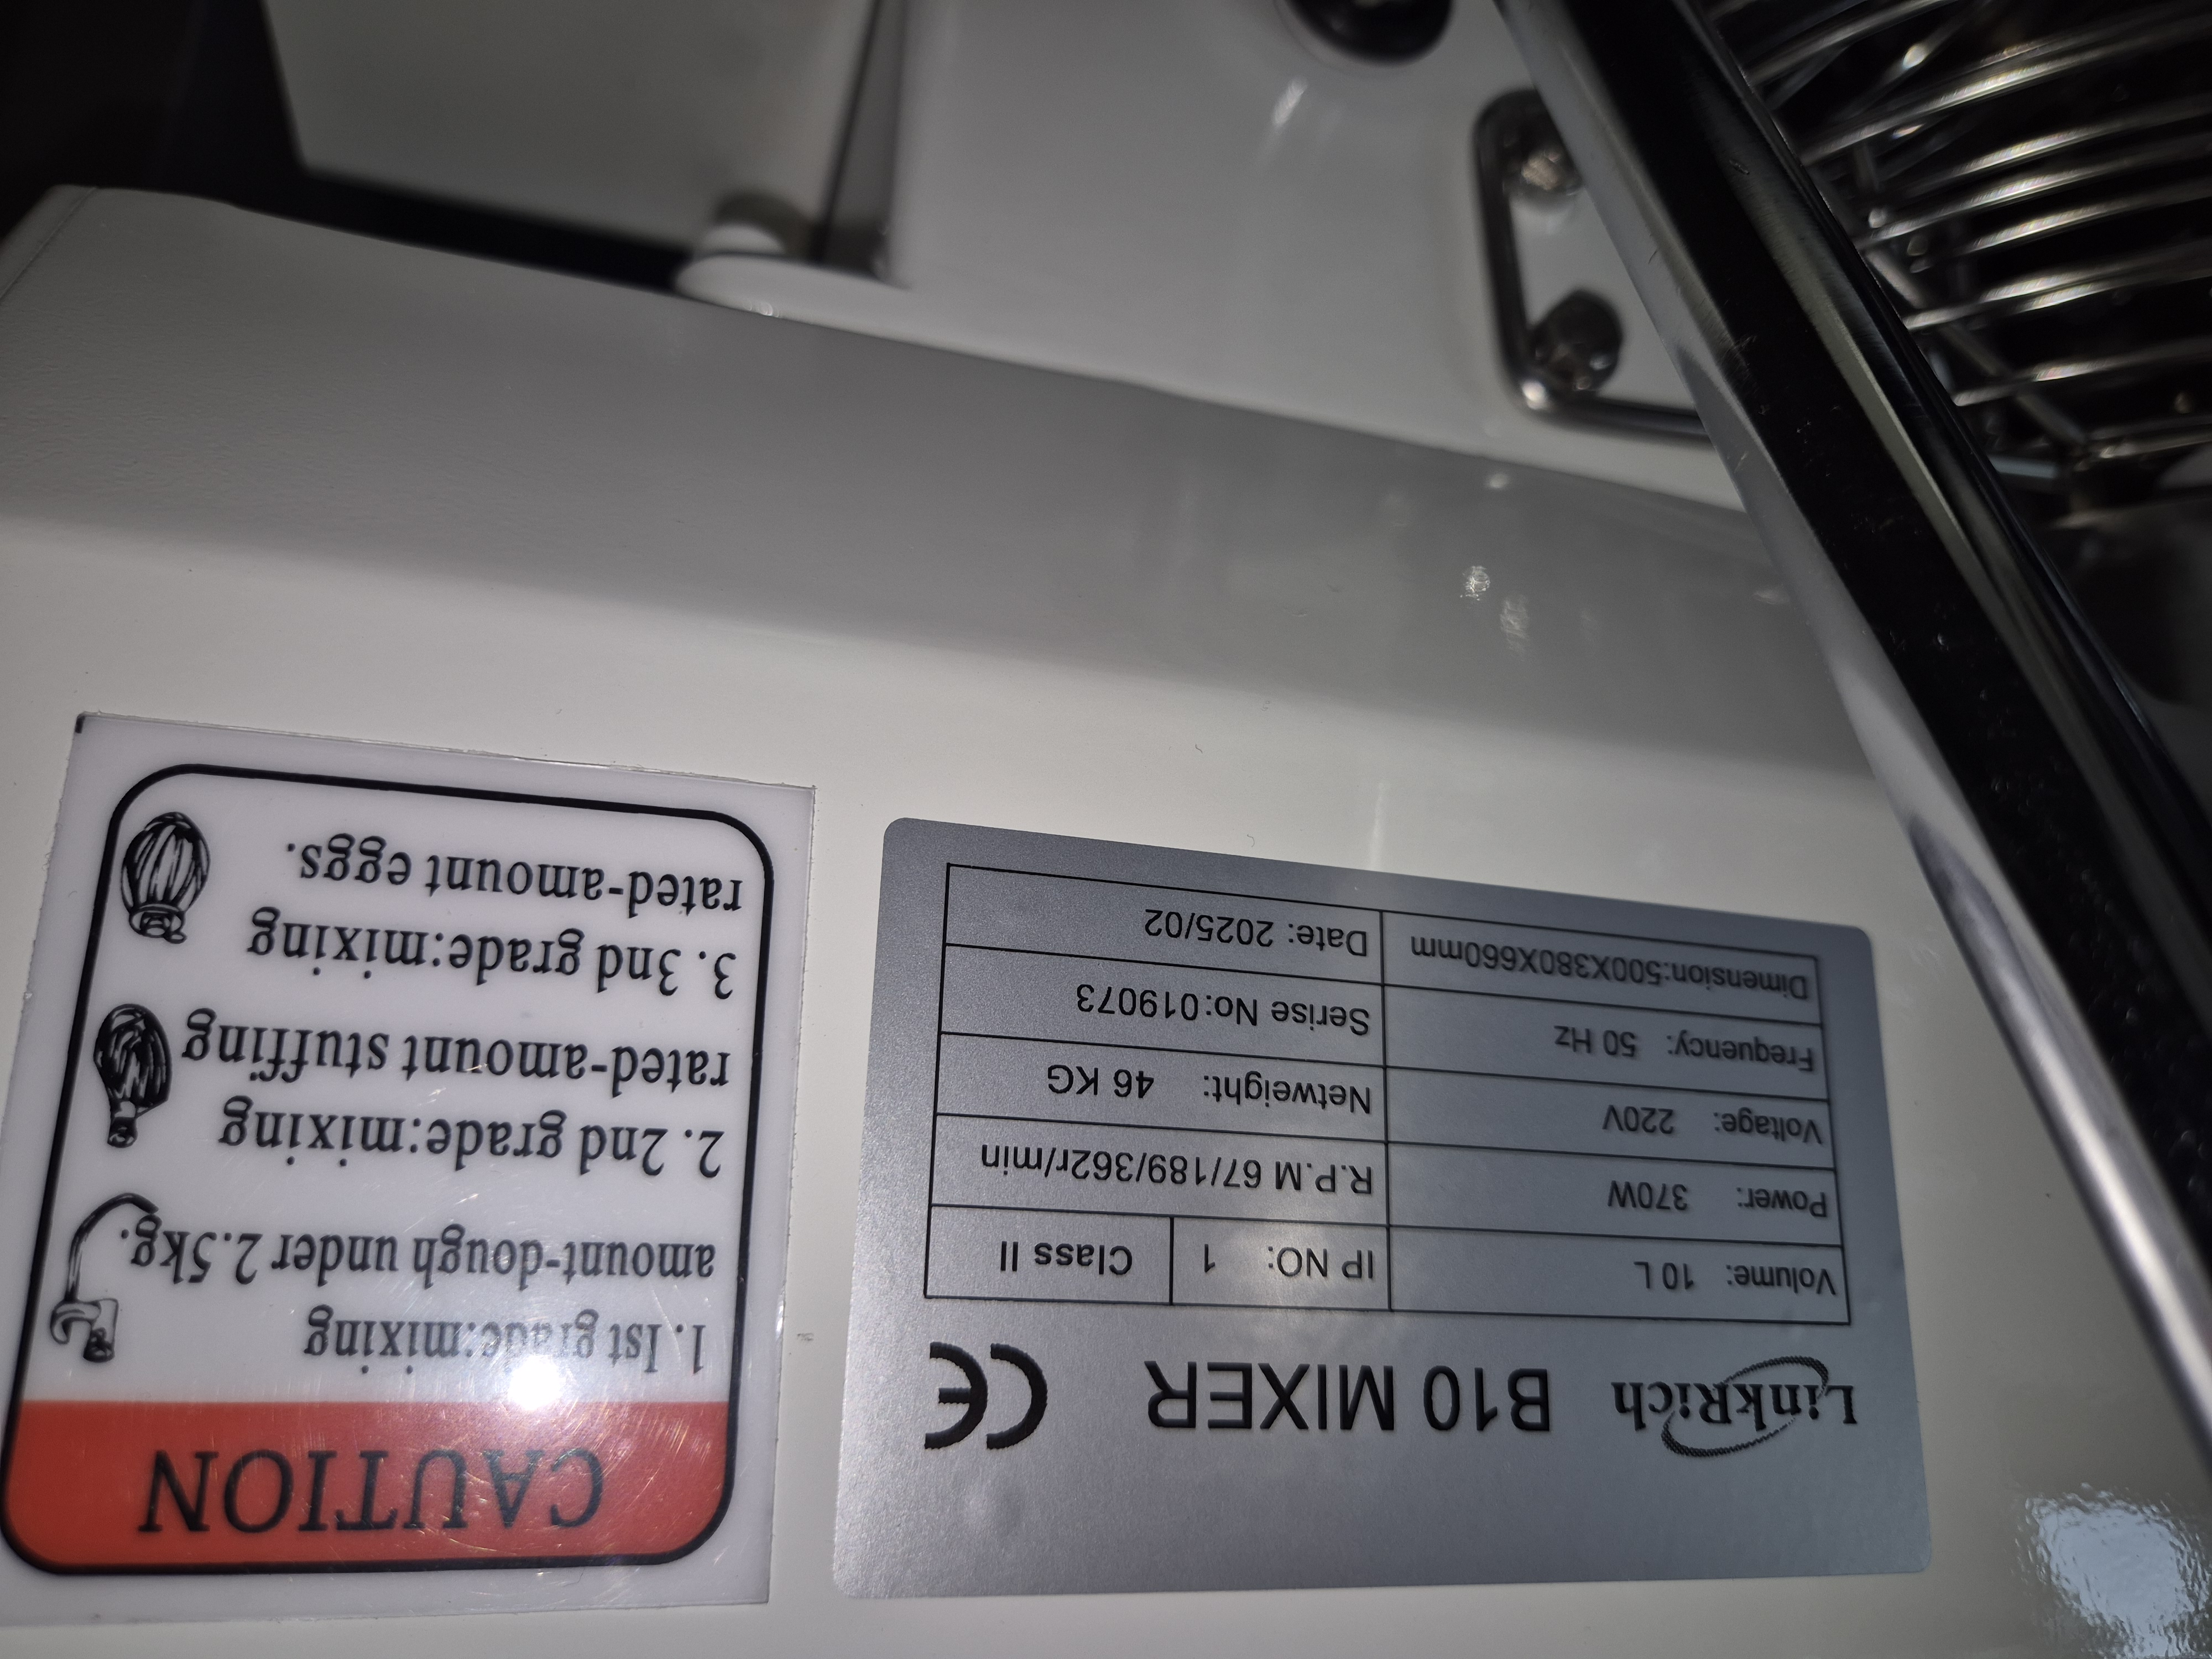 LinkRich B10 MIXER CE
Volume: 10 L IP NO: 1 Class II
Power: 370W R.P.M 67/189/362r/min
Voltage: 220V Netweight: 46 KG
Frequency: 50 Hz Serise No:019073
Dimension:500X380X660mm Date: 2025/02
CAUTION
1. 1st grade:mixing
amount-dough under 2.5kg.
2. 2nd grade:mixing
rated-amount stuffing
3. 3nd grade:mixing
rated-amount eggs.